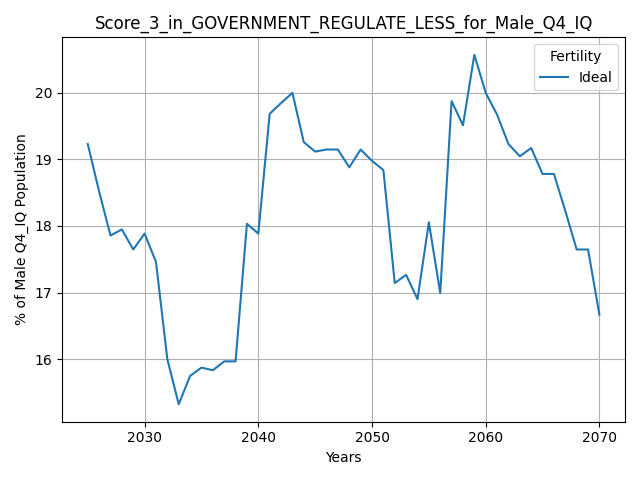 Score_3_in_GOVERNMENT_REGULATE_LESS_for_Male_Q4_IQ
Fertility
Ideal
% of Male Q4_IQ Population
20
19
18
17
16
2030 2040 2050 2060 2070
Years